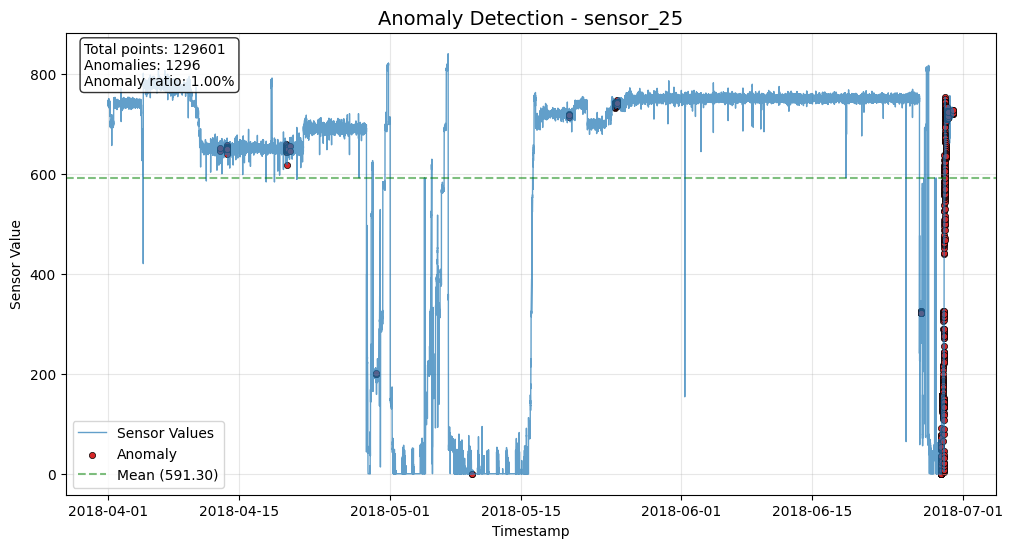 Anomaly Detection - sensor_25
Total points: 129601
Anomalies: 1296
Anomaly ratio: 1.00%
Sensor Value
800
600
400
200
0
Sensor Values
Anomaly
Mean (591.30)
2018-04-01
2018-04-15
2018-05-01
2018-05-15
2018-06-01
2018-06-15
2018-07-01
Timestamp